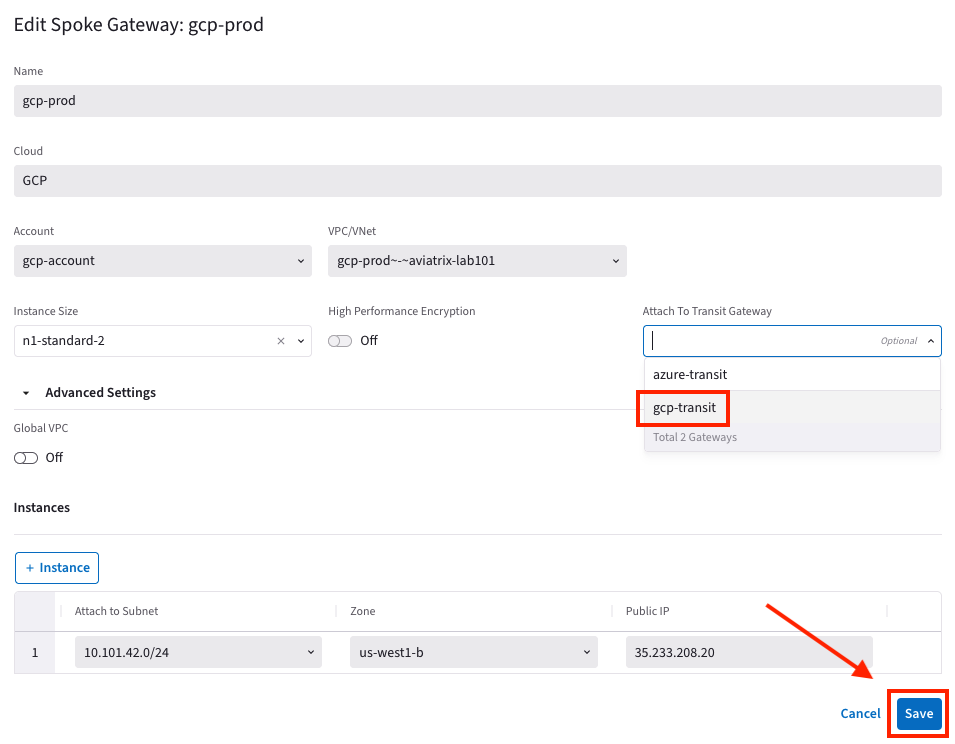 Edit Spoke Gateway: gcp-prod
Name
gcp-prod
Cloud
GCP
Account
VPC/VNet
gcp-account
gcp-prod~-~aviatrix-lab101
Instance Size
High Performance Encryption
Attach To Transit Gateway
n1-standard-2
Off
Optional
azure-transit
Advanced Settings
gcp-transit
Global VPC
Total 2 Gateways
Off
Instances
+ Instance
Attach to Subnet
Zone
Public IP
1
10.101.42.0/24
us-west1-b
35.233.208.20
Cancel
Save